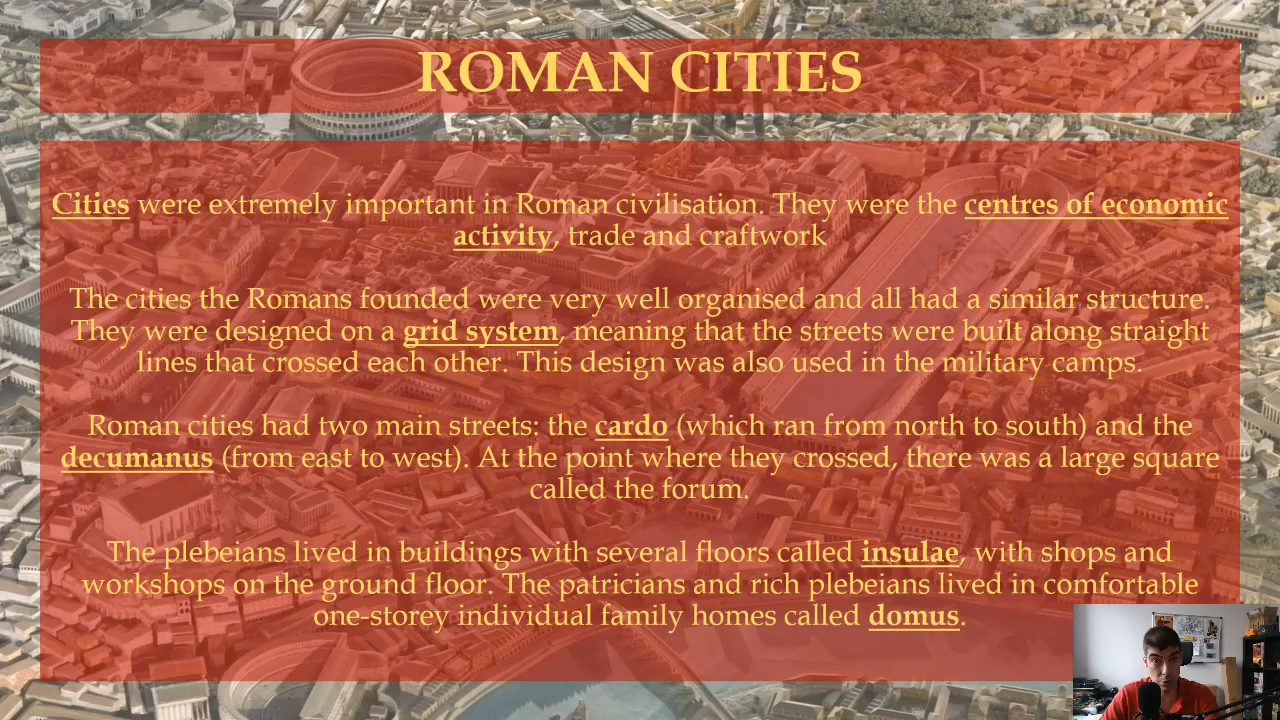 ROMAN CITIES
Cities were extremely important in Roman civilisation. They were the centres of economic
activity, trade and craftwork
The cities the Romans founded were very well organised and all had a similar structure.
They were designed on a grid system, meaning that the streets were built along straight
lines that crossed each other. This design was also used in the military camps.
Roman cities had two main streets: the cardo (which ran from north to south) and the
decumanus (from east to west). At the point where they crossed, there was a large square
called the forum.
The plebeians lived in buildings with several floors called insulae, with shops and
workshops on the ground floor. The patricians and rich plebeians lived in comfortable
one-storey individual family homes called domus.